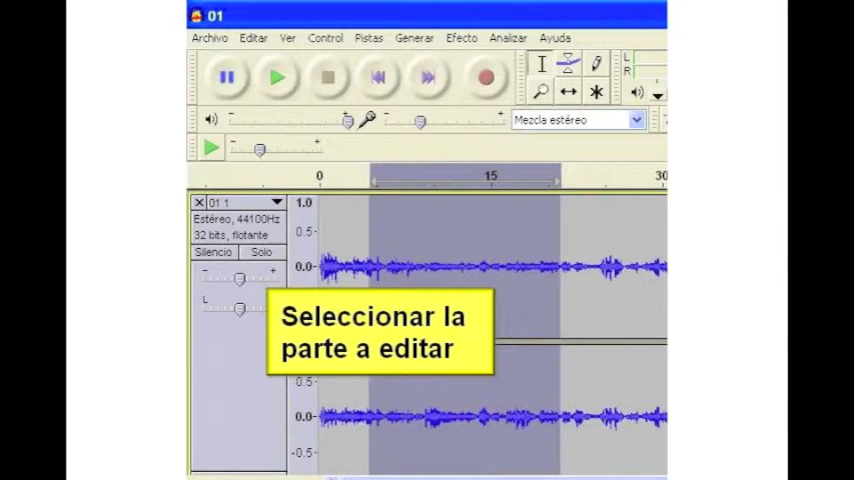 01
Archivo Editar Ver Control Pistas Generar Efecto Analizar Ayuda
L
R
Mezcla estéreo
0 15 30
01 1
Estéreo, 44100Hz
32 bits, flotante
Silencio Solo
L
1.0
0.5-
0.0-
Seleccionar la
parte a editar
0.5-
0.0-
-0.5-